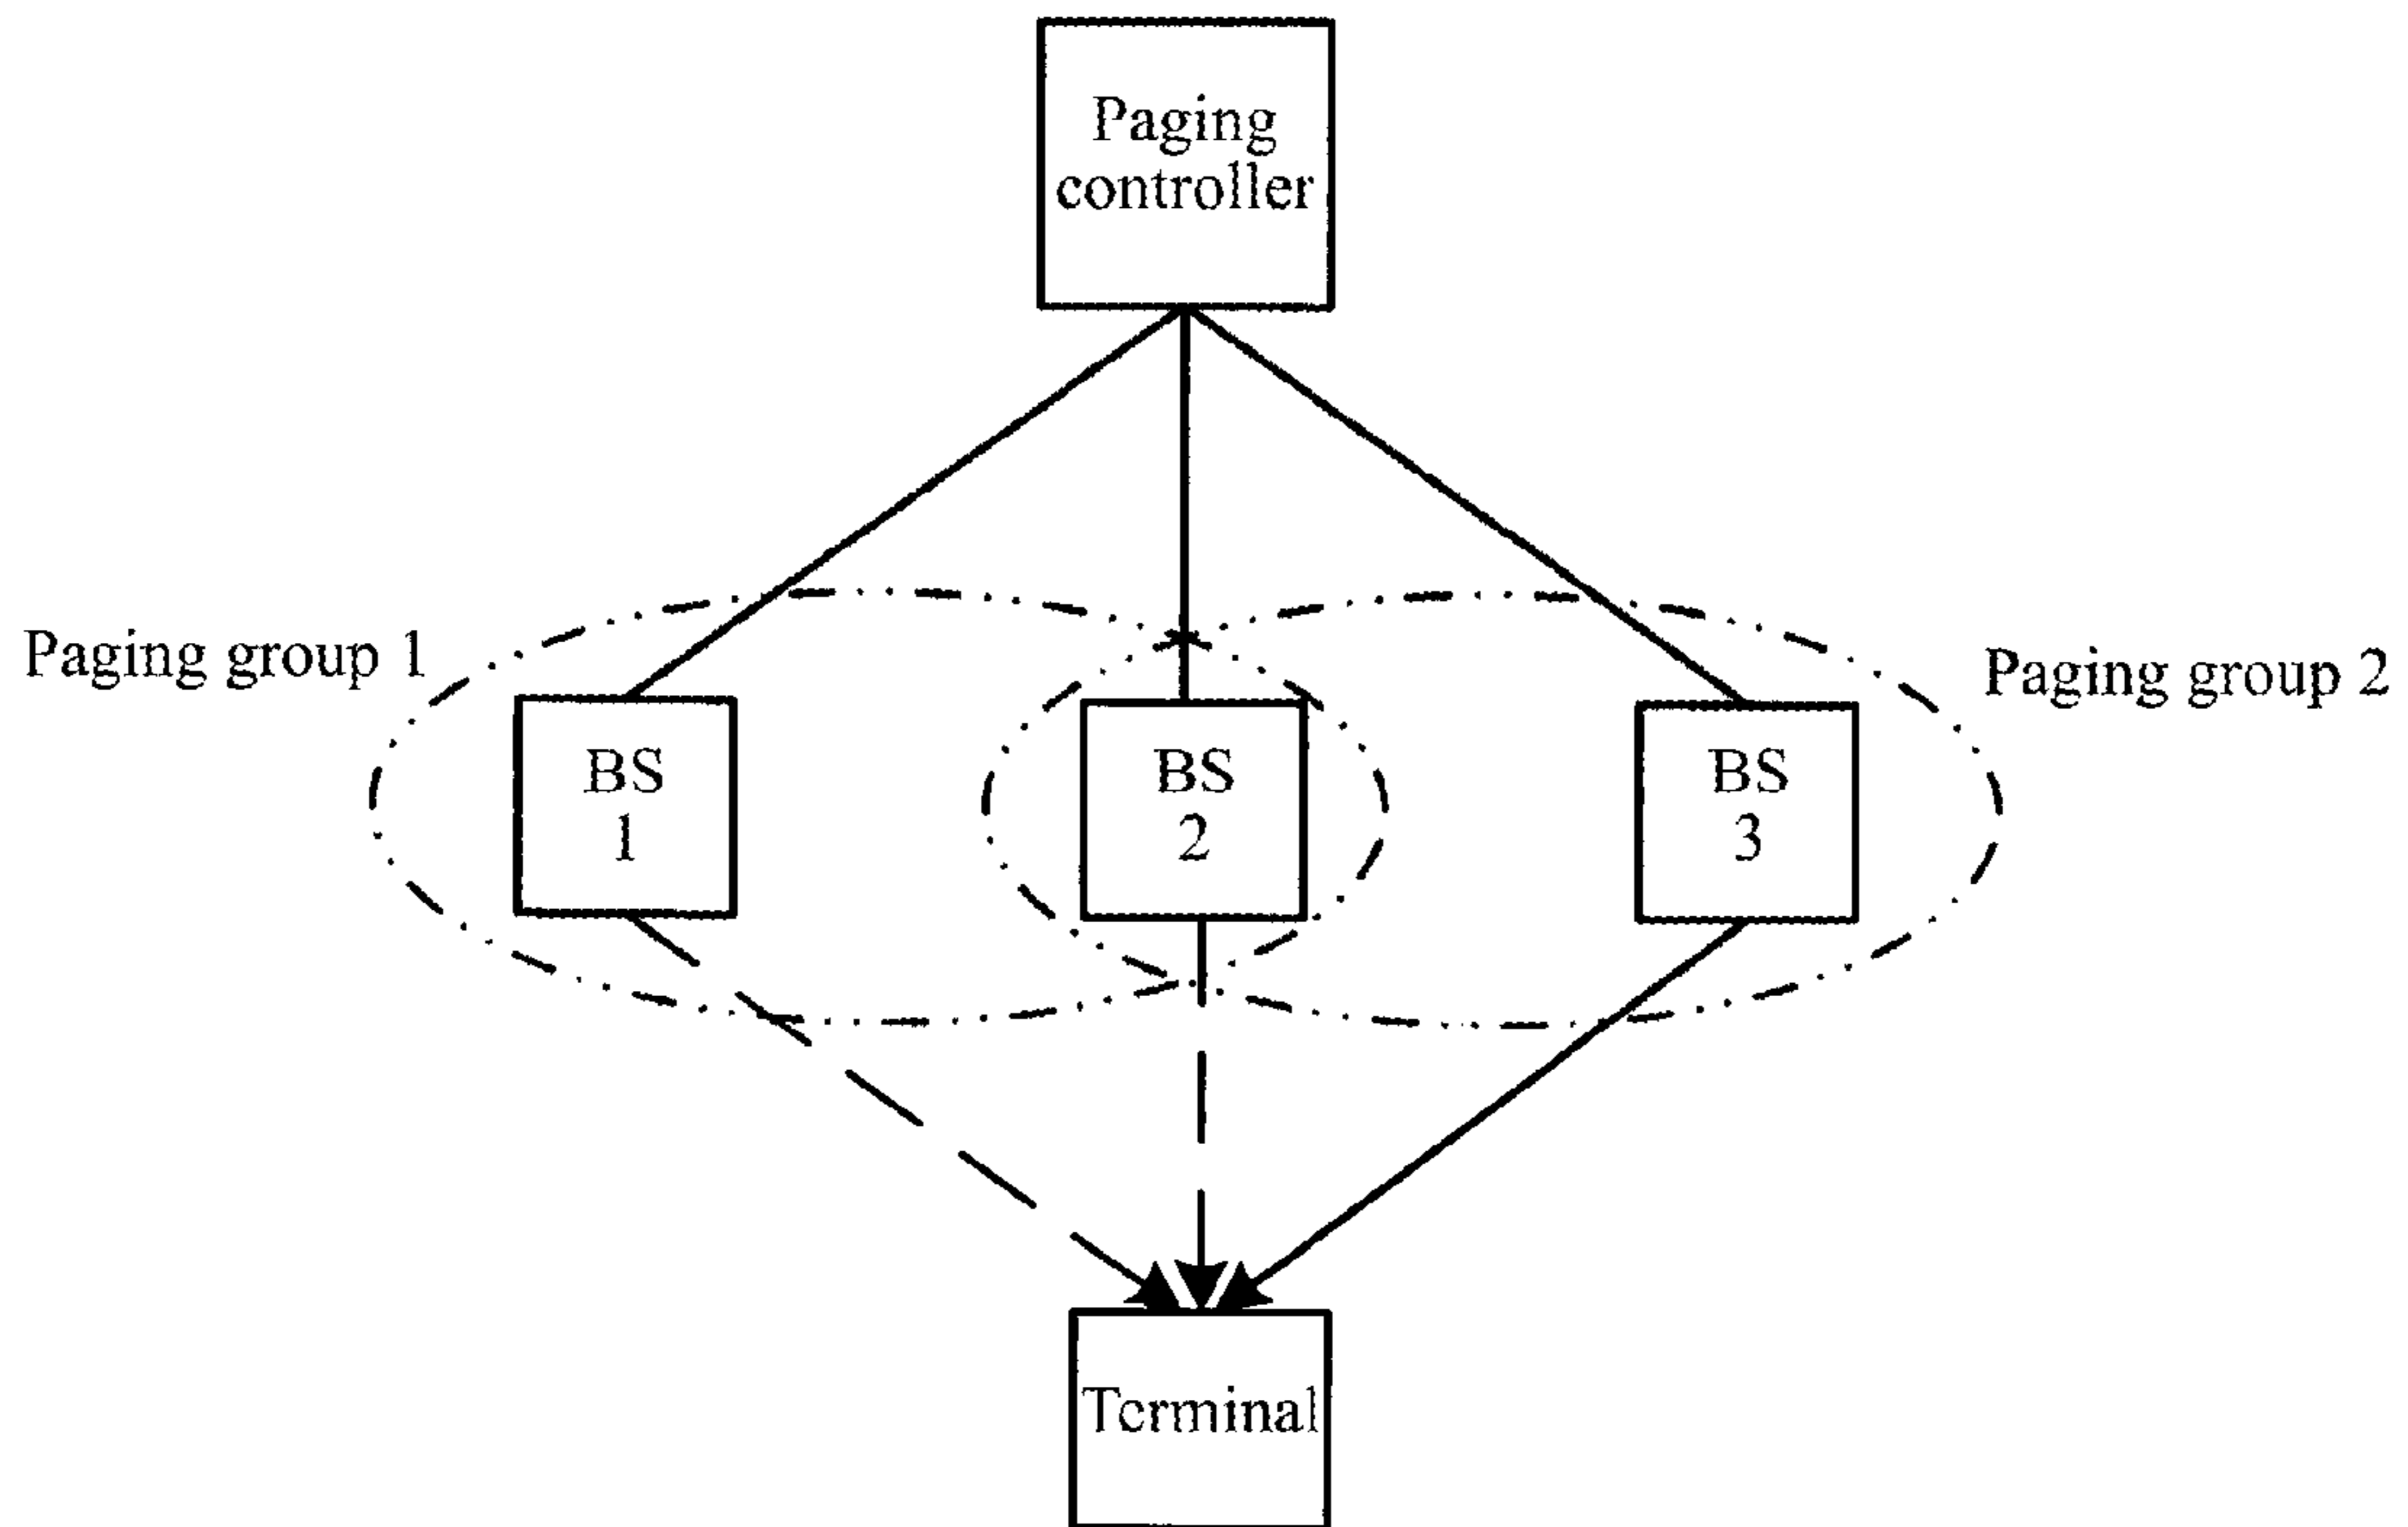 Paging
controller
Paging group 1
Paging group 2
BS
1
BS
2
BS
3
Terminal